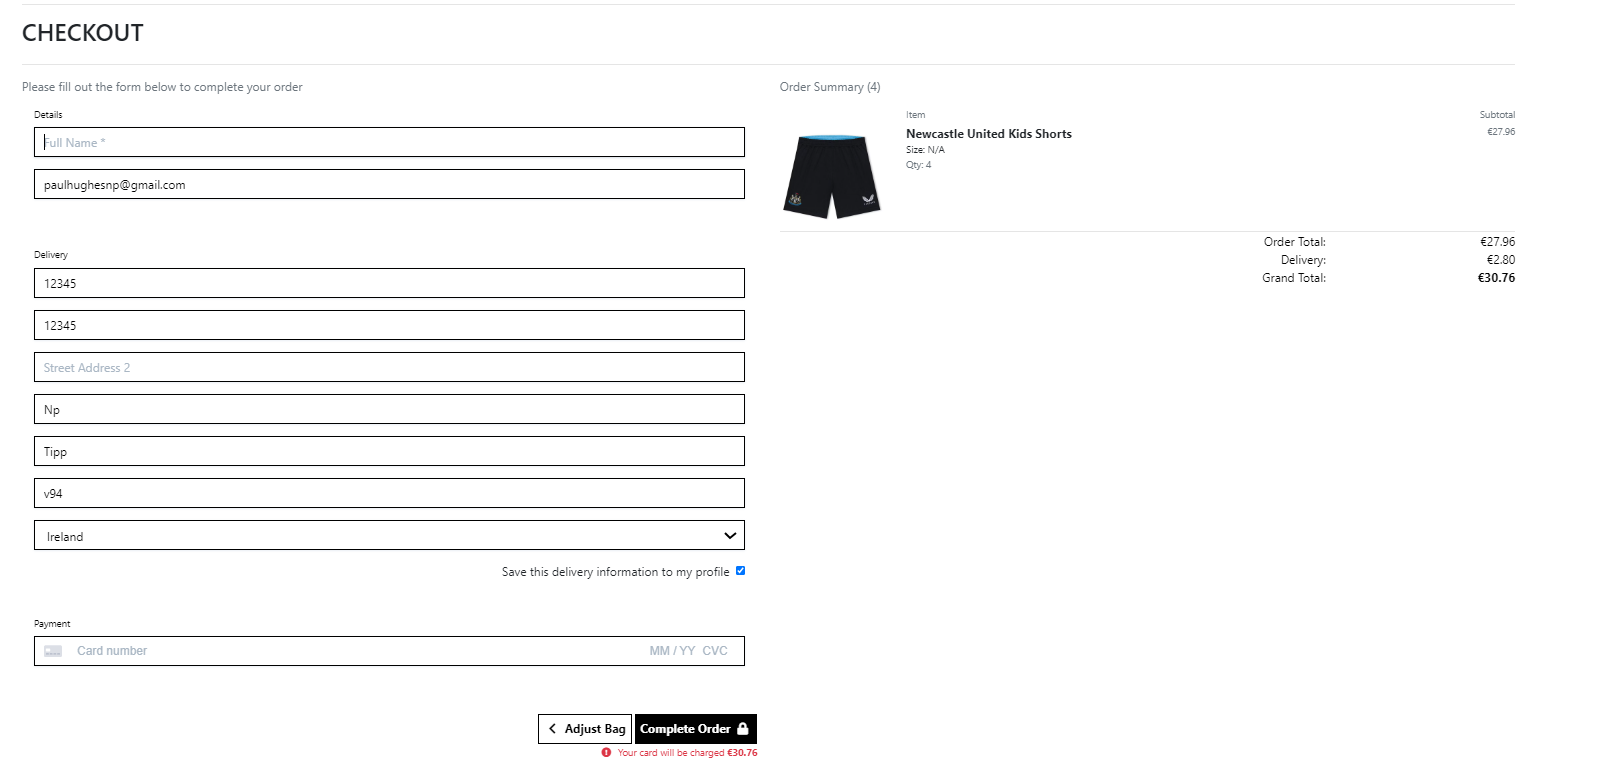 CHECKOUT
Please fill out the form below to complete your order
Details
Full Name *
paulhughesnp@gmail.com
Delivery
12345
12345
Street Address 2
Np
Tipp
v94
Ireland
Save this delivery information to my profile
Payment
Card number MM / YY CVC
Adjust Bag Complete Order
Your card will be charged €30.76
Order Summary (4)
Item Subtotal
Newcastle United Kids Shorts €27.96
Size: N/A
Qty: 4
Order Total: €27.96
Delivery: €2.80
Grand Total: €30.76